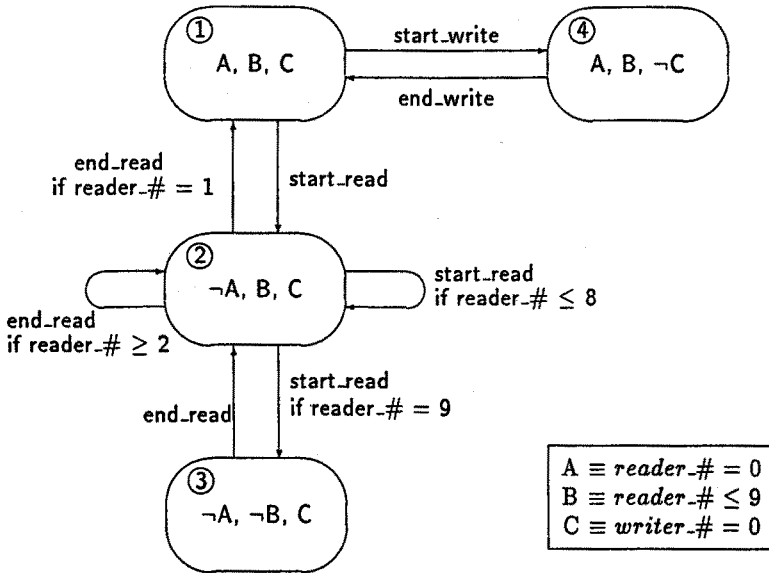 ①
A, B, C
start_write
end_write
④
A, B, ¬C
end_read
if reader_# = 1
start_read
②
¬A, B, C
start_read
if reader_# ≤ 8
end_read
if reader_# ≥ 2
end_read
start_read
if reader_# = 9
③
¬A, ¬B, C
A ≡ reader_# = 0
B ≡ reader_# ≤ 9
C ≡ writer_# = 0